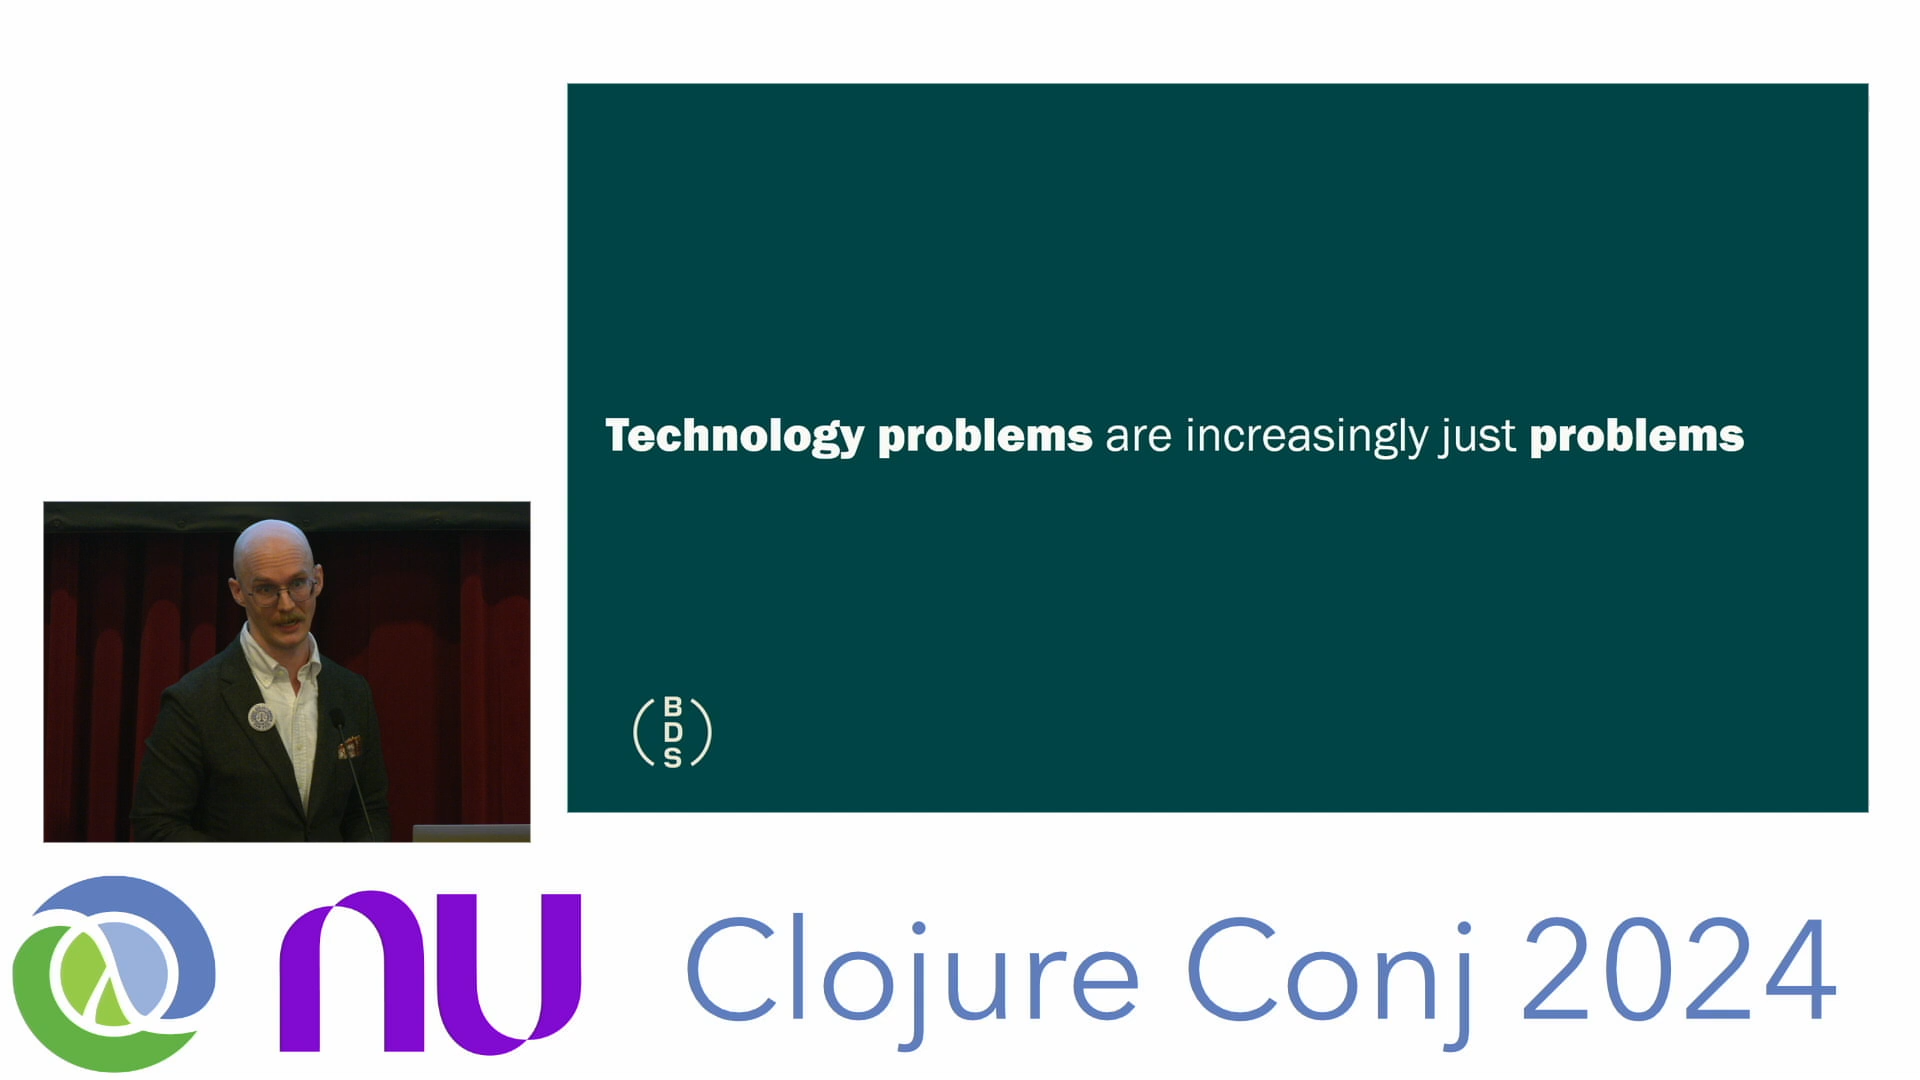 Technology problems are increasingly just problems
B
D
S
nu
Clojure Conj 2024